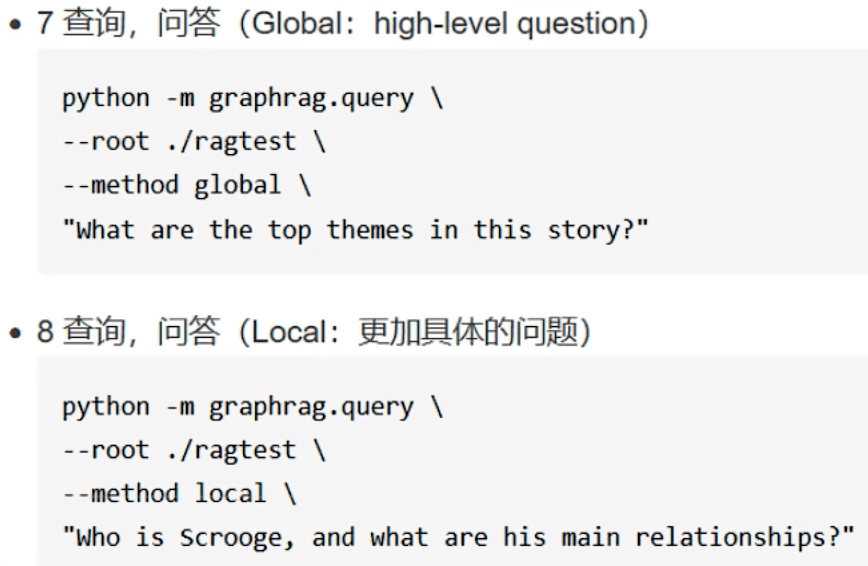 • 7 查询，问答（Global：high-level question）
python -m graphrag.query \
--root ./ragtest \
--method global \
"What are the top themes in this story?"
• 8 查询，问答（Local：更加具体的问题）
python -m graphrag.query \
--root ./ragtest \
--method local \
"Who is Scrooge, and what are his main relationships?"